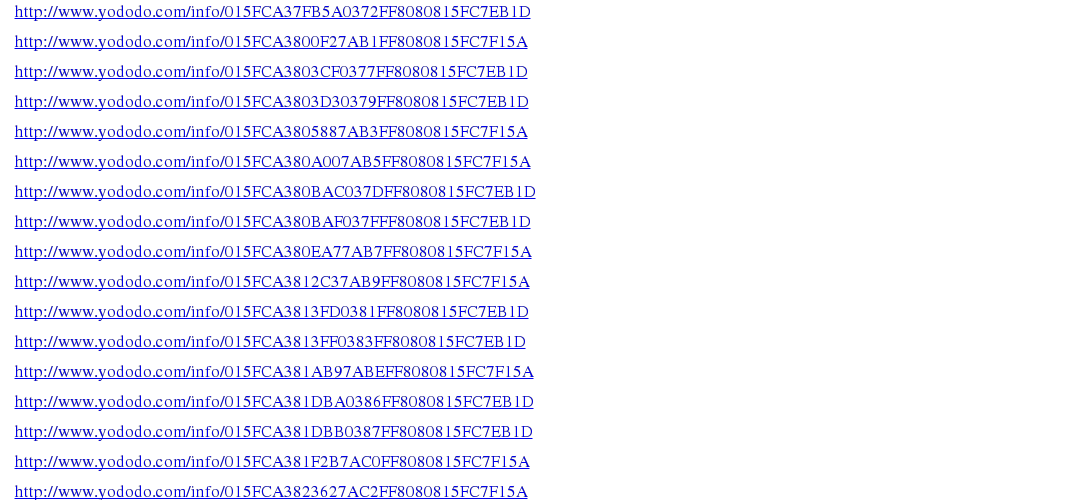 http://www.yododo.com/info/015FCA37FB5A0372FF8080815FC7EB1D
http://www.yododo.com/info/015FCA3800F27AB1FF8080815FC7F15A
http://www.yododo.com/info/015FCA3803CF0377FF8080815FC7EB1D
http://www.yododo.com/info/015FCA3803D30379FF8080815FC7EB1D
http://www.yododo.com/info/015FCA3805887AB3FF8080815FC7F15A
http://www.yododo.com/info/015FCA380A007AB5FF8080815FC7F15A
http://www.yododo.com/info/015FCA380BAC037DFF8080815FC7EB1D
http://www.yododo.com/info/015FCA380BAF037FFF8080815FC7EB1D
http://www.yododo.com/info/015FCA380EA77AB7FF8080815FC7F15A
http://www.yododo.com/info/015FCA3812C37AB9FF8080815FC7F15A
http://www.yododo.com/info/015FCA3813FD0381FF8080815FC7EB1D
http://www.yododo.com/info/015FCA3813FF0383FF8080815FC7EB1D
http://www.yododo.com/info/015FCA381AB97ABEFF8080815FC7F15A
http://www.yododo.com/info/015FCA381DBA0386FF8080815FC7EB1D
http://www.yododo.com/info/015FCA381DBB0387FF8080815FC7EB1D
http://www.yododo.com/info/015FCA381F2B7AC0FF8080815FC7F15A
http://www.yododo.com/info/015FCA3823627AC2FF8080815FC7F15A